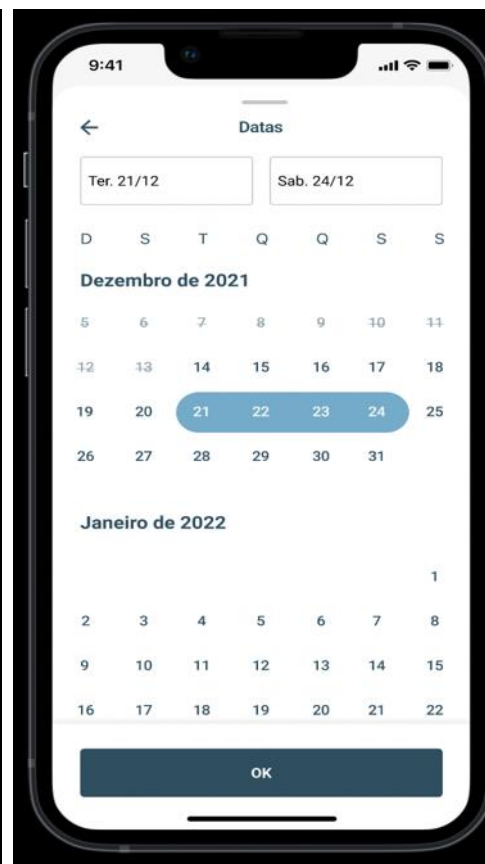 9:41
Datas
Ter. 21/12 Sab. 24/12
D S T Q Q S S
Dezembro de 2021
5 6 7 8 9 10 11
12 13 14 15 16 17 18
19 20 21 22 23 24 25
26 27 28 29 30 31
Janeiro de 2022
1
2 3 4 5 6 7 8
9 10 11 12 13 14 15
16 17 18 19 20 21 22
OK